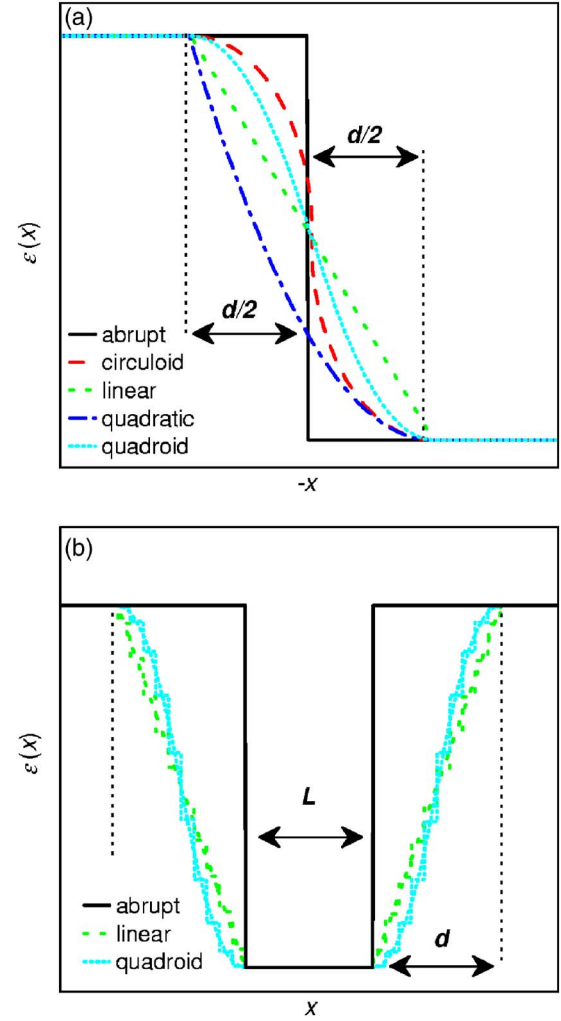 (a)
d/2
ε(x)
d/2
abrupt
circuloid
linear
quadratic
quadroid
-x
(b)
ε(x)
L
abrupt
linear
quadroid
d
x